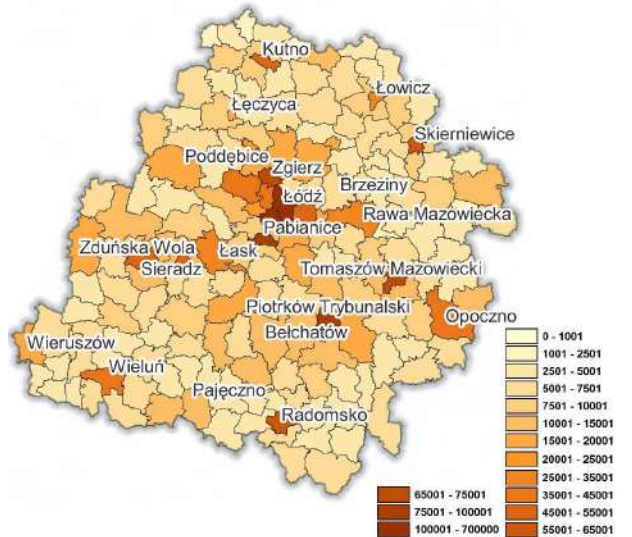 Kutno
Łowicz
Łęczyca
Skierniewice
Poddębice
Zgierz
Łódź
Brzeziny
Rawa Mazowiecka
Pabianice
Zduńska Wola
Łask
Sieradz
Tomaszów Mazowiecki
Piotrków Trybunalski
Opoczno
Bełchatów
Wieruszów
Wieluń
Pajęczno
Radomsko
0 - 1001
1001 - 2501
2501 - 5001
5001 - 7501
7501 - 10001
10001 - 15001
15001 - 20001
20001 - 25001
25001 - 35001
35001 - 45001
45001 - 55001
55001 - 65001
65001 - 75001
75001 - 100001
100001 - 700000